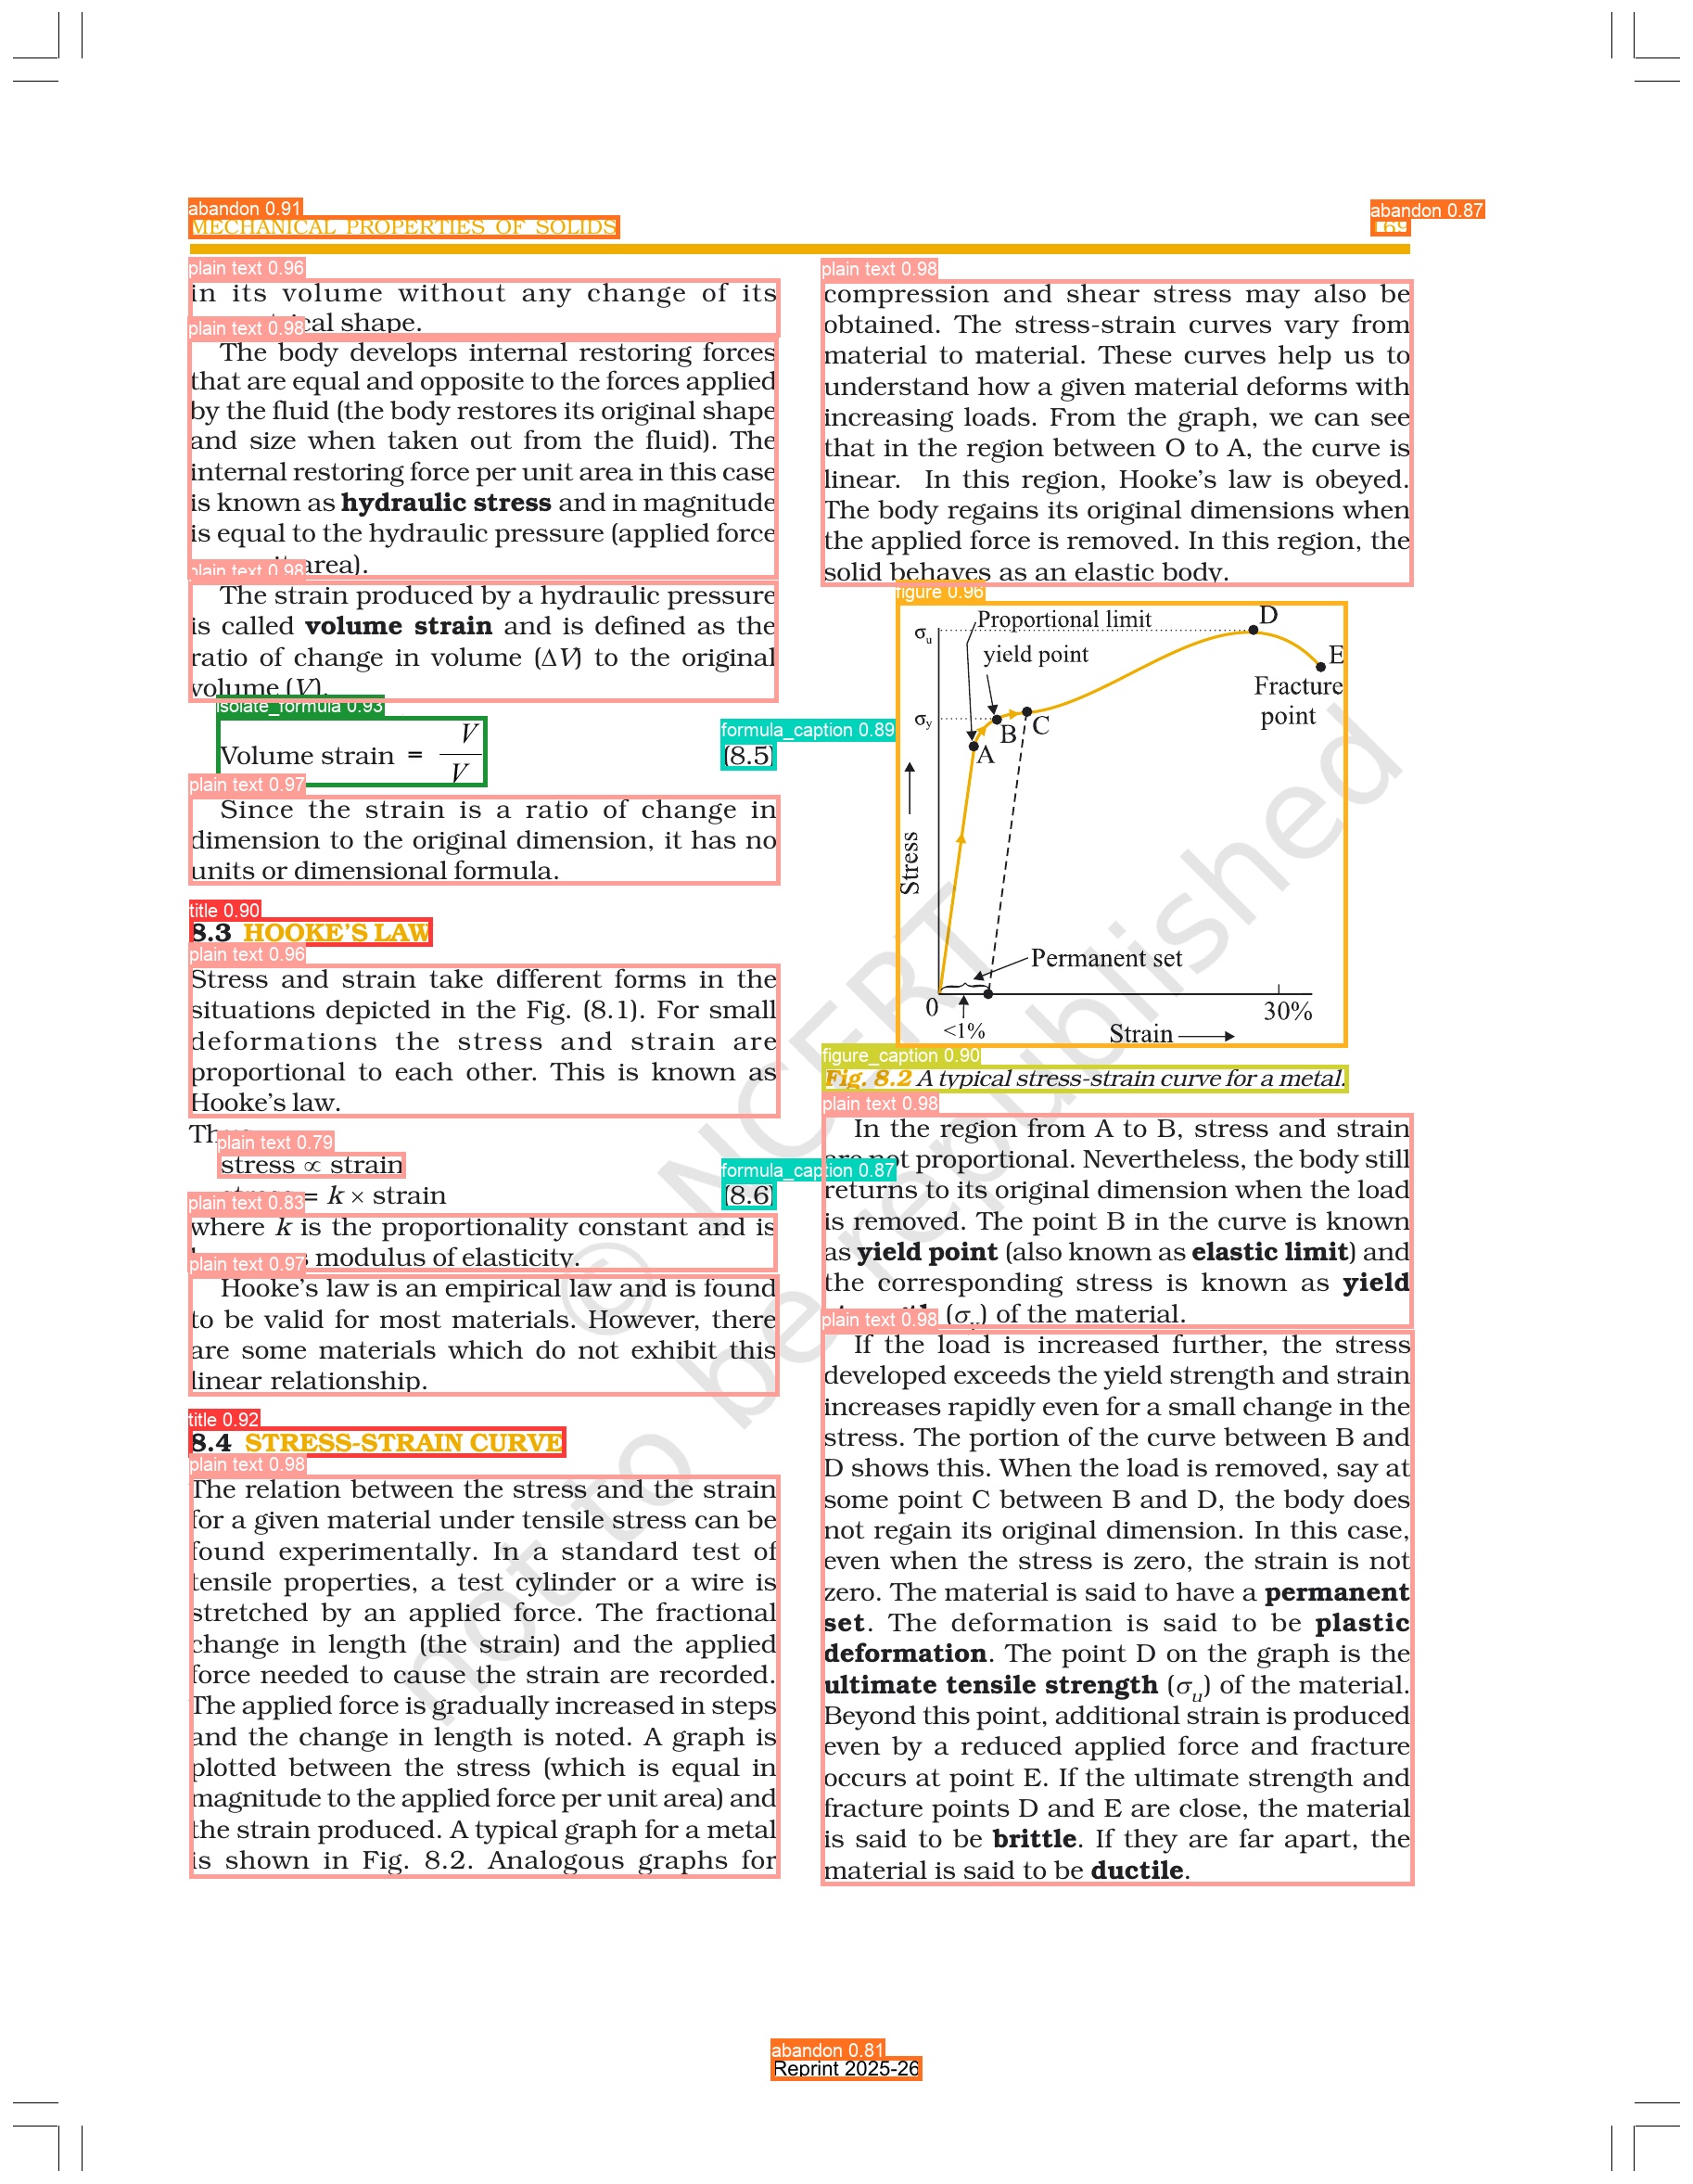 abandon 0.91
MECHANICAL PROPERTIES OF SOLIDS
abandon 0.87
169
plain text 0.96
in its volume without any change of its
plain text 0.98
cal shape.
The body develops internal restoring forces
that are equal and opposite to the forces applied
by the fluid (the body restores its original shape
and size when taken out from the fluid). The
internal restoring force per unit area in this case
is known as hydraulic stress and in magnitude
is equal to the hydraulic pressure (applied force
plain text 0.98
area).
The strain produced by a hydraulic pressure
is called volume strain and is defined as the
ratio of change in volume (ΔV) to the original
volume (V).
isolate_formula 0.93
Volume strain = V
V
formula_caption 0.89
(8.5)
plain text 0.97
Since the strain is a ratio of change in
dimension to the original dimension, it has no
units or dimensional formula.
title 0.90
8.3 HOOKE'S LAW
plain text 0.96
Stress and strain take different forms in the
situations depicted in the Fig. (8.1). For small
deformations the stress and strain are
proportional to each other. This is known as
Hooke's law.
plain text 0.79
stress ∝ strain
= k × strain
formula_caption 0.87
(8.6)
plain text 0.83
where k is the proportionality constant and is
plain text 0.97
modulus of elasticity.
Hooke's law is an empirical law and is found
to be valid for most materials. However, there
are some materials which do not exhibit this
linear relationship.
title 0.92
8.4 STRESS-STRAIN CURVE
plain text 0.98
The relation between the stress and the strain
for a given material under tensile stress can be
found experimentally. In a standard test of
tensile properties, a test cylinder or a wire is
stretched by an applied force. The fractional
change in length (the strain) and the applied
force needed to cause the strain are recorded.
The applied force is gradually increased in steps
and the change in length is noted. A graph is
plotted between the stress (which is equal in
magnitude to the applied force per unit area) and
the strain produced. A typical graph for a metal
is shown in Fig. 8.2. Analogous graphs for
plain text 0.98
compression and shear stress may also be
obtained. The stress-strain curves vary from
material to material. These curves help us to
understand how a given material deforms with
increasing loads. From the graph, we can see
that in the region between O to A, the curve is
linear. In this region, Hooke's law is obeyed.
The body regains its original dimensions when
the applied force is removed. In this region, the
solid behaves as an elastic body.
figure 0.96
σu
Proportional limit
D
yield point
E
Fracture
point
σy
B
C
A
Stress
Permanent set
0
<1%
30%
Strain
figure_caption 0.90
Fig. 8.2 A typical stress-strain curve for a metal.
plain text 0.98
In the region from A to B, stress and strain
are not proportional. Nevertheless, the body still
returns to its original dimension when the load
is removed. The point B in the curve is known
as yield point (also known as elastic limit) and
the corresponding stress is known as yield
plain text 0.98
(σy) of the material.
If the load is increased further, the stress
developed exceeds the yield strength and strain
increases rapidly even for a small change in the
stress. The portion of the curve between B and
D shows this. When the load is removed, say at
some point C between B and D, the body does
not regain its original dimension. In this case,
even when the stress is zero, the strain is not
zero. The material is said to have a permanent
set. The deformation is said to be plastic
deformation. The point D on the graph is the
ultimate tensile strength (σu) of the material.
Beyond this point, additional strain is produced
even by a reduced applied force and fracture
occurs at point E. If the ultimate strength and
fracture points D and E are close, the material
is said to be brittle. If they are far apart, the
material is said to be ductile.
© NCERT
not to be republished
abandon 0.81
Reprint 2025-26